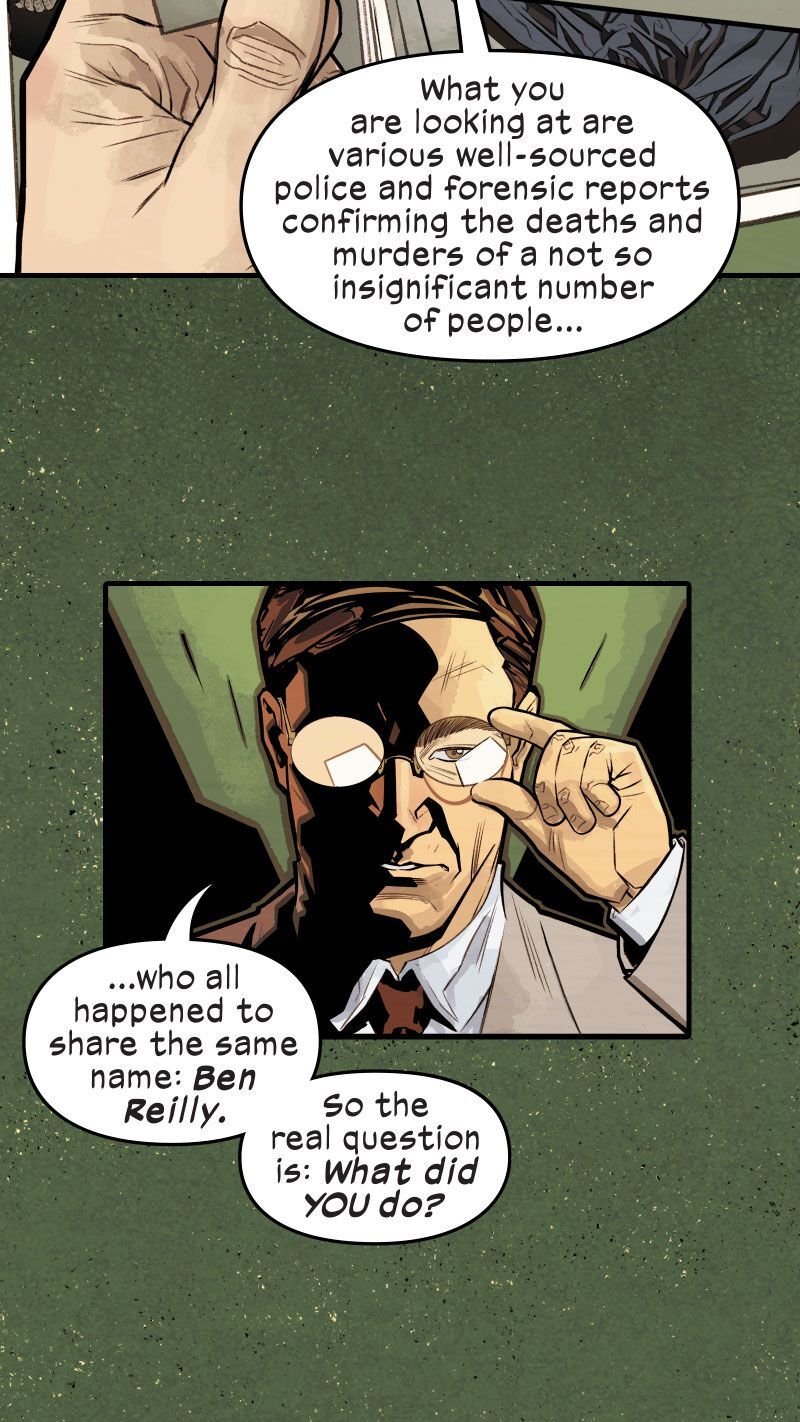 What you
are looking at are
various well-sourced
police and forensic reports
confirming the deaths and
murders of a not so
insignificant number
of people...
...who all
happened to
share the same
name: Ben
Reilly.
So the
real question
is: What did
YOU do?